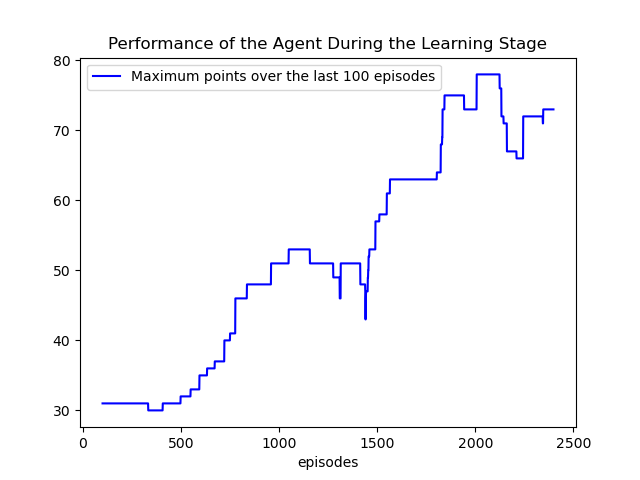 Performance of the Agent During the Learning Stage
Maximum points over the last 100 episodes
80
70
60
50
40
30
0 500 1000 1500 2000 2500
episodes